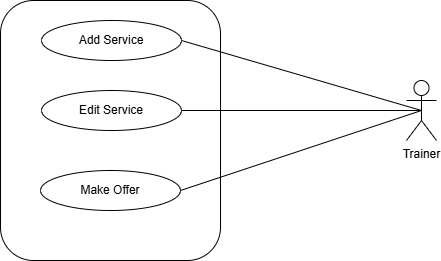 Add Service
Edit Service
Make Offer
Trainer